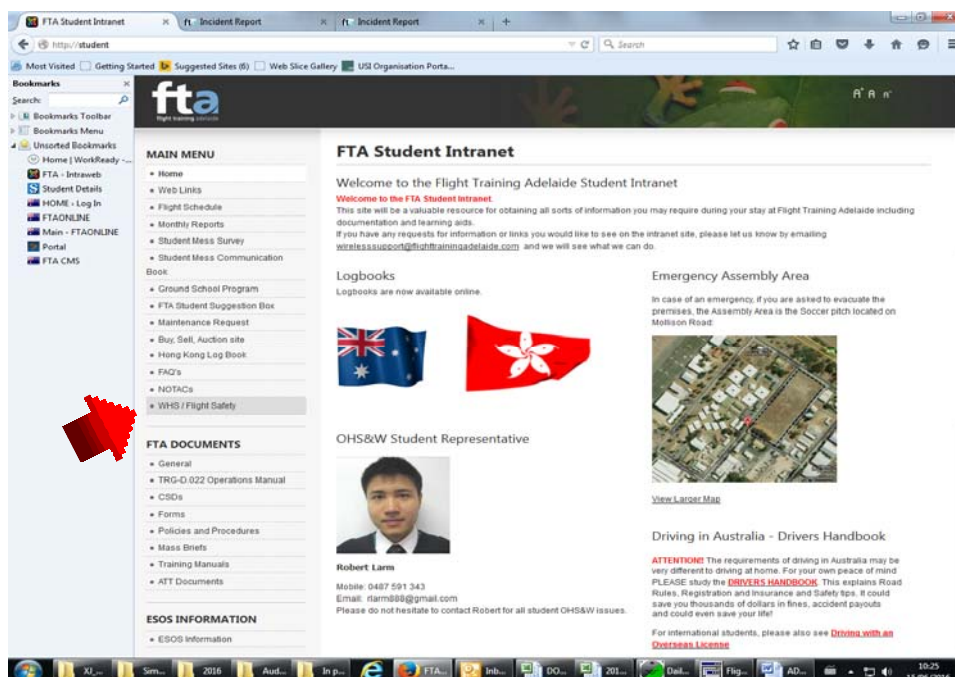 FTA Student Intranet
Incident Report
Incident Report
http://student
Search
Most Visited
Getting Started
Suggested Sites (6)
Web Slice Gallery
USI Organisation Porta...
Bookmarks
Search:
Bookmarks Toolbar
Bookmarks Menu
Unsorted Bookmarks
Home | WorkReady -...
FTA - Intraweb
Student Details
HOME - Log In
FTAONLINE
Main - FTAONLINE
Portal
FTA CMS
fta
flight training adelaide
A+ A A-
MAIN MENU
Home
Web Links
Flight Schedule
Monthly Reports
Student Mess Survey
Student Mess Communication
Book
Ground School Program
FTA Student Suggestion Box
Maintenance Request
Buy, Sell, Auction site
Hong Kong Log Book
FAQ's
NOTACs
WHS / Flight Safety
FTA DOCUMENTS
General
TRG-D.022 Operations Manual
CSDs
Forms
Policies and Procedures
Mass Briefs
Training Manuals
ATT Documents
ESOS INFORMATION
ESOS Information
FTA Student Intranet
Welcome to the Flight Training Adelaide Student Intranet
Welcome to the FTA Student Intranet.
This site will be a valuable resource for obtaining all sorts of information you may require during your stay at Flight Training Adelaide including
documentation and learning aids.
If you have any requests for information or links you would like to see on the intranet site, please let us know by emailing
wirelesssupport@flighttrainingadelaide.com and we will see what we can do.
Logbooks
Logbooks are now available online.
OHS&W Student Representative
Robert Larm
Mobile: 0487 591 343
Email: rlarm888@gmail.com
Please do not hesitate to contact Robert for all student OHS&W issues.
Emergency Assembly Area
In case of an emergency, if you are asked to evacuate the
premises, the Assembly Area is the Soccer pitch located on
Mollison Road:
View Larger Map
Driving in Australia - Drivers Handbook
ATTENTION!! The requirements of driving in Australia may be
very different to driving at home. For your own peace of mind
PLEASE study the DRIVERS HANDBOOK. This explains Road
Rules, Registration and Insurance and Safety tips. It could
save you thousands of dollars in fines, accident payouts
and could even save your life!
For international students, please also see Driving with an
Overseas License
XJ_...
Sim...
2016
Aud...
In p...
FTA...
Inb...
DO...
201...
Dail...
Flig...
AD...
10:25